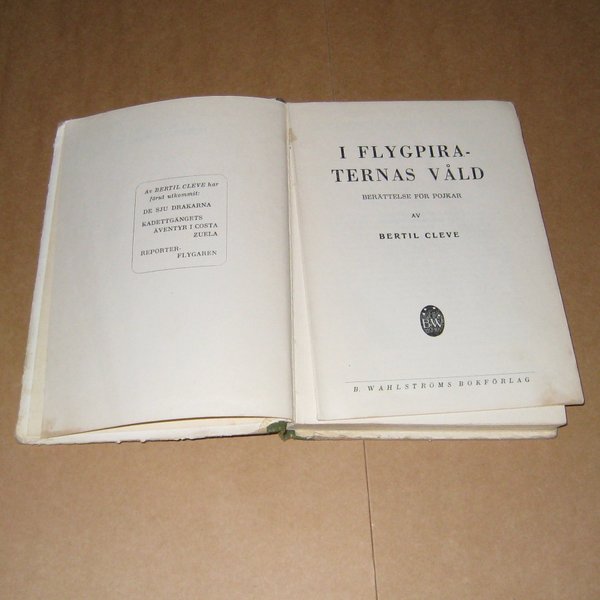 Av BERTIL CLEVE har
förut utkommit:
DE SJU DRAKARNA
KADETTGÄNGETS
ÄVENTYR I COSTA
ZUELA
REPORTER-
FLYGAREN
I FLYGPIRA-
TERNAS VÅLD
BERÄTTELSE FÖR POJKAR
AV
BERTIL CLEVE
BW
B. WAHLSTRÖMS BOKFÖRLAG